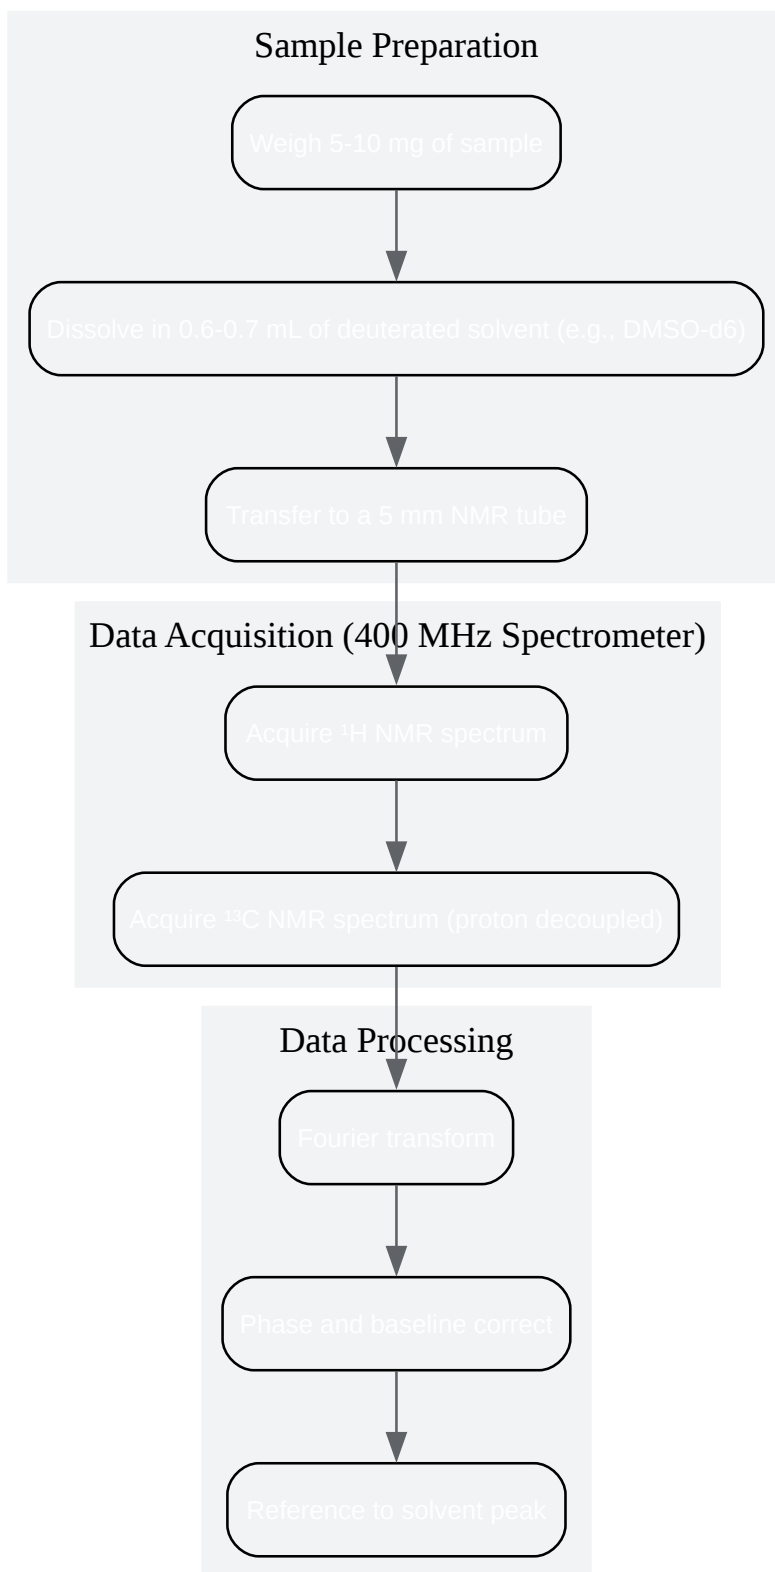 Sample Preparation
Weigh 5-10 mg of sample
Dissolve in 0.6-0.7 mL of deuterated solvent (e.g., DMSO-d6)
Transfer to a 5 mm NMR tube
Data Acquisition (400 MHz Spectrometer)
Acquire ¹H NMR spectrum
Acquire ¹³C NMR spectrum (proton decoupled)
Data Processing
Fourier transform
Phase and baseline correct
Reference to solvent peak